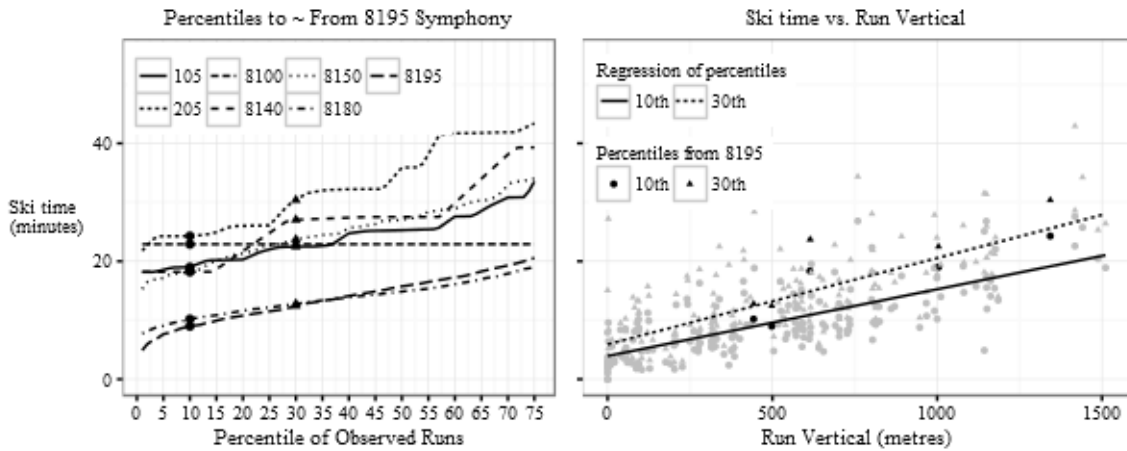 Percentiles to ~ From 8195 Symphony
105 8100 8150 8195
205 8140 8180
Ski time
(minutes)
40
20
0
0 1 5 10 15 20 25 30 35 40 45 50 55 60 65 70 75
Percentile of Observed Runs
Ski time vs. Run Vertical
Regression of percentiles
10th 30th
Percentiles from 8195
10th 30th
0 500 1000 1500
Run Vertical (metres)